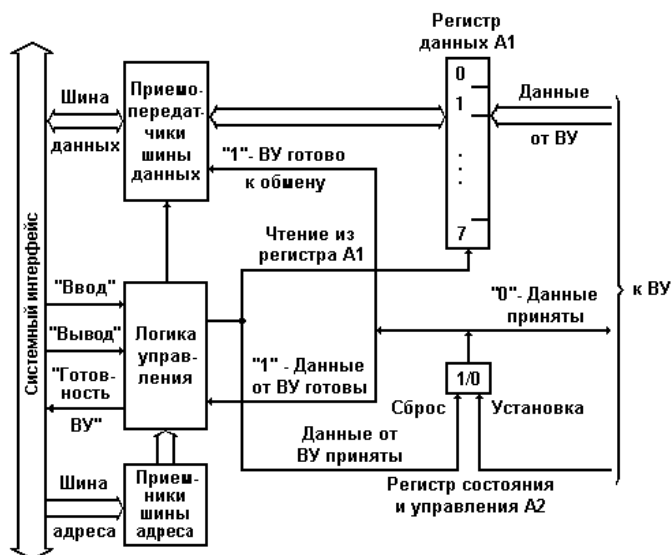 Регистр
данных А1
Шина
данных
Приемо-
передат-
чики
шины
данных
0
1
7
Данные
от ВУ
"1"- ВУ готово
к обмену
Чтение из
регистра А1
Системный интерфейс
"Ввод"
"Вывод"
"Готов-
ность
ВУ"
Логика
управ-
ления
"1" - Данные
от ВУ готовы
"0"- Данные
приняты
к ВУ
1/0
Сброс
Установка
Данные от
ВУ приняты
Регистр состояния
и управления А2
Шина
адреса
Прием-
ники
шины
адреса